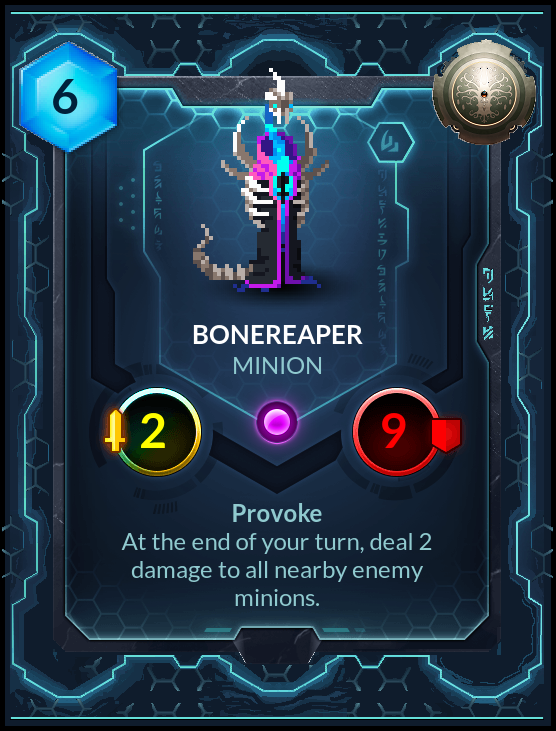 6
BONEREAPER
MINION
2
9
Provoke
At the end of your turn, deal 2
damage to all nearby enemy
minions.